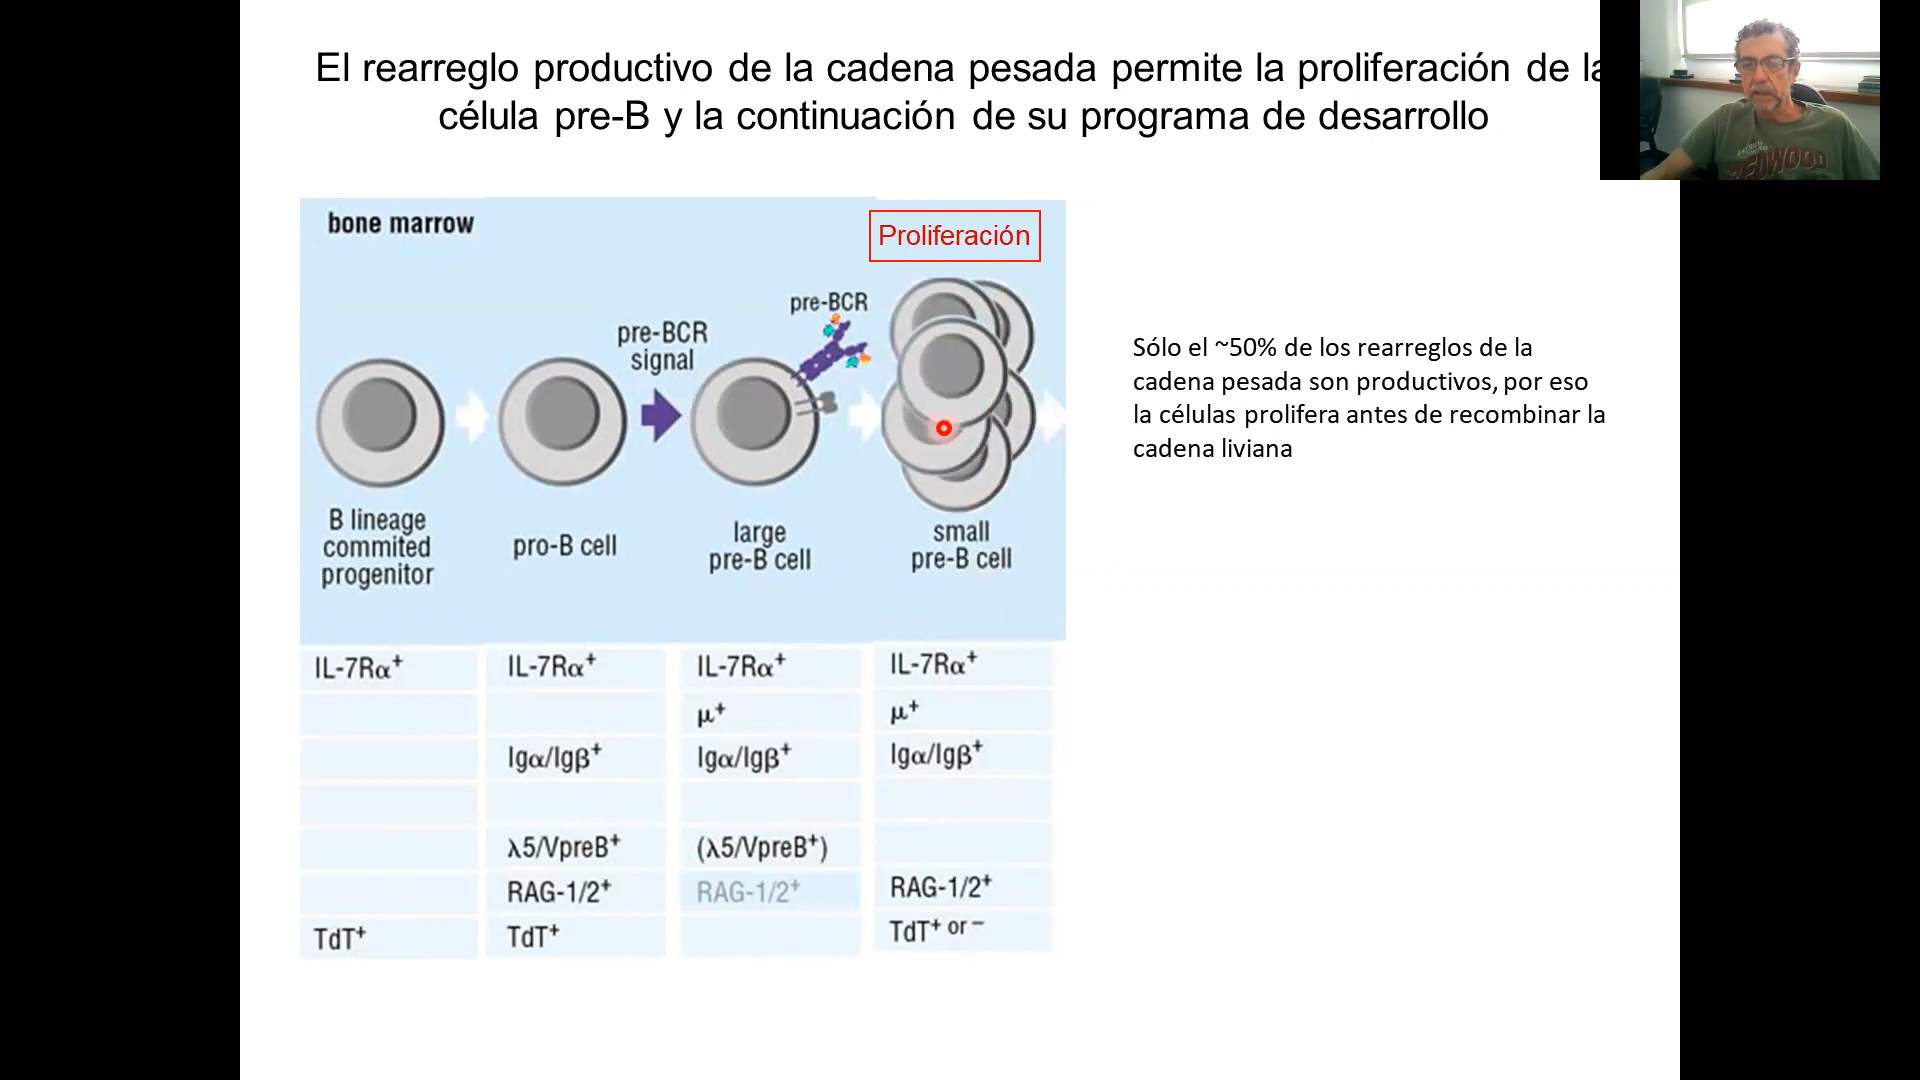 El rearreglo productivo de la cadena pesada permite la proliferación de la
célula pre-B y la continuación de su programa de desarrollo
bone marrow
Proliferación
pre-BCR
pre-BCR
signal
B lineage
commited
progenitor
pro-B cell
large
pre-B cell
small
pre-B cell
Sólo el ~50% de los rearreglos de la
cadena pesada son productivos, por eso
la células prolifera antes de recombinar la
cadena liviana
IL-7Rα⁺ IL-7Rα⁺ IL-7Rα⁺ IL-7Rα⁺
μ⁺ μ⁺
Igα/Igβ⁺ Igα/Igβ⁺ Igα/Igβ⁺
λ5/VpreB⁺ (λ5/VpreB⁺)
RAG-1/2⁺ RAG-1/2⁺ RAG-1/2⁺
TdT⁺ TdT⁺ TdT⁺ or –
REDWOOD